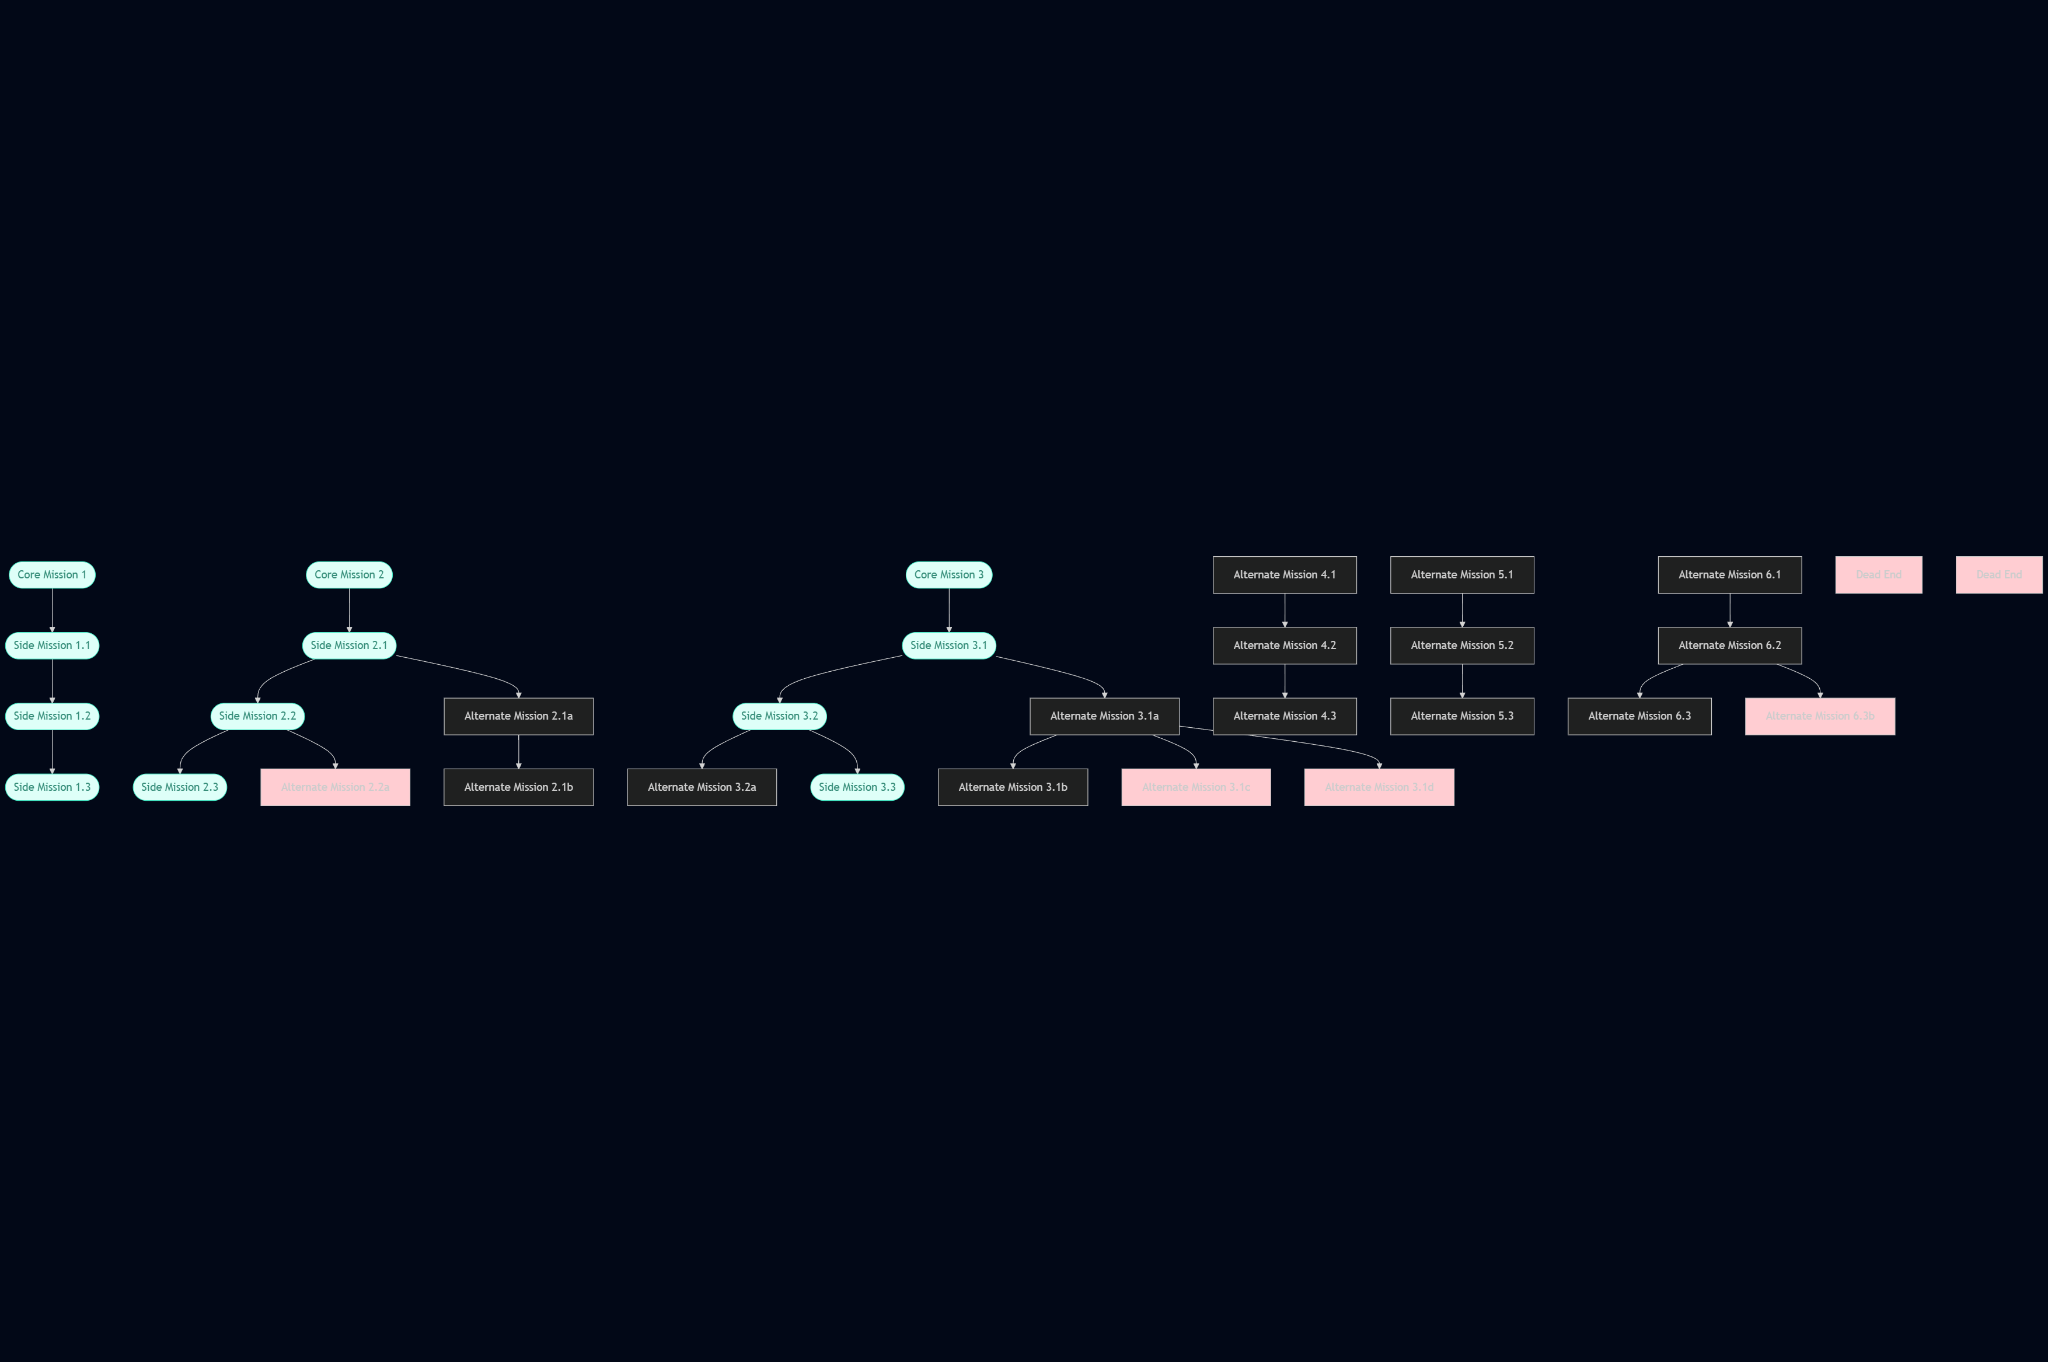 Core Mission 1
Core Mission 2
Core Mission 3
Alternate Mission 4.1
Alternate Mission 5.1
Alternate Mission 6.1
Dead End
Dead End
Side Mission 1.1
Side Mission 2.1
Side Mission 3.1
Alternate Mission 4.2
Alternate Mission 5.2
Alternate Mission 6.2
Side Mission 1.2
Side Mission 2.2
Alternate Mission 2.1a
Side Mission 3.2
Alternate Mission 3.1a
Alternate Mission 4.3
Alternate Mission 5.3
Alternate Mission 6.3
Alternate Mission 6.3b
Side Mission 1.3
Side Mission 2.3
Alternate Mission 2.2a
Alternate Mission 2.1b
Alternate Mission 3.2a
Side Mission 3.3
Alternate Mission 3.1b
Alternate Mission 3.1c
Alternate Mission 3.1d